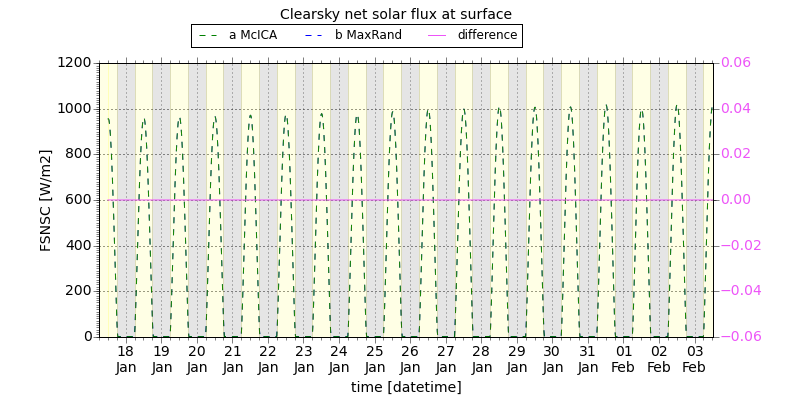 Clearsky net solar flux at surface
a McICA b MaxRand difference
1200 0.06
1000 0.04
800 0.02
600 0.00
400 −0.02
200 −0.04
0 −0.06
FSNSC [W/m2]
18 19 20 21 22 23 24 25 26 27 28 29 30 31 01 02 03
Jan Jan Jan Jan Jan Jan Jan Jan Jan Jan Jan Jan Jan Jan Feb Feb Feb
time [datetime]